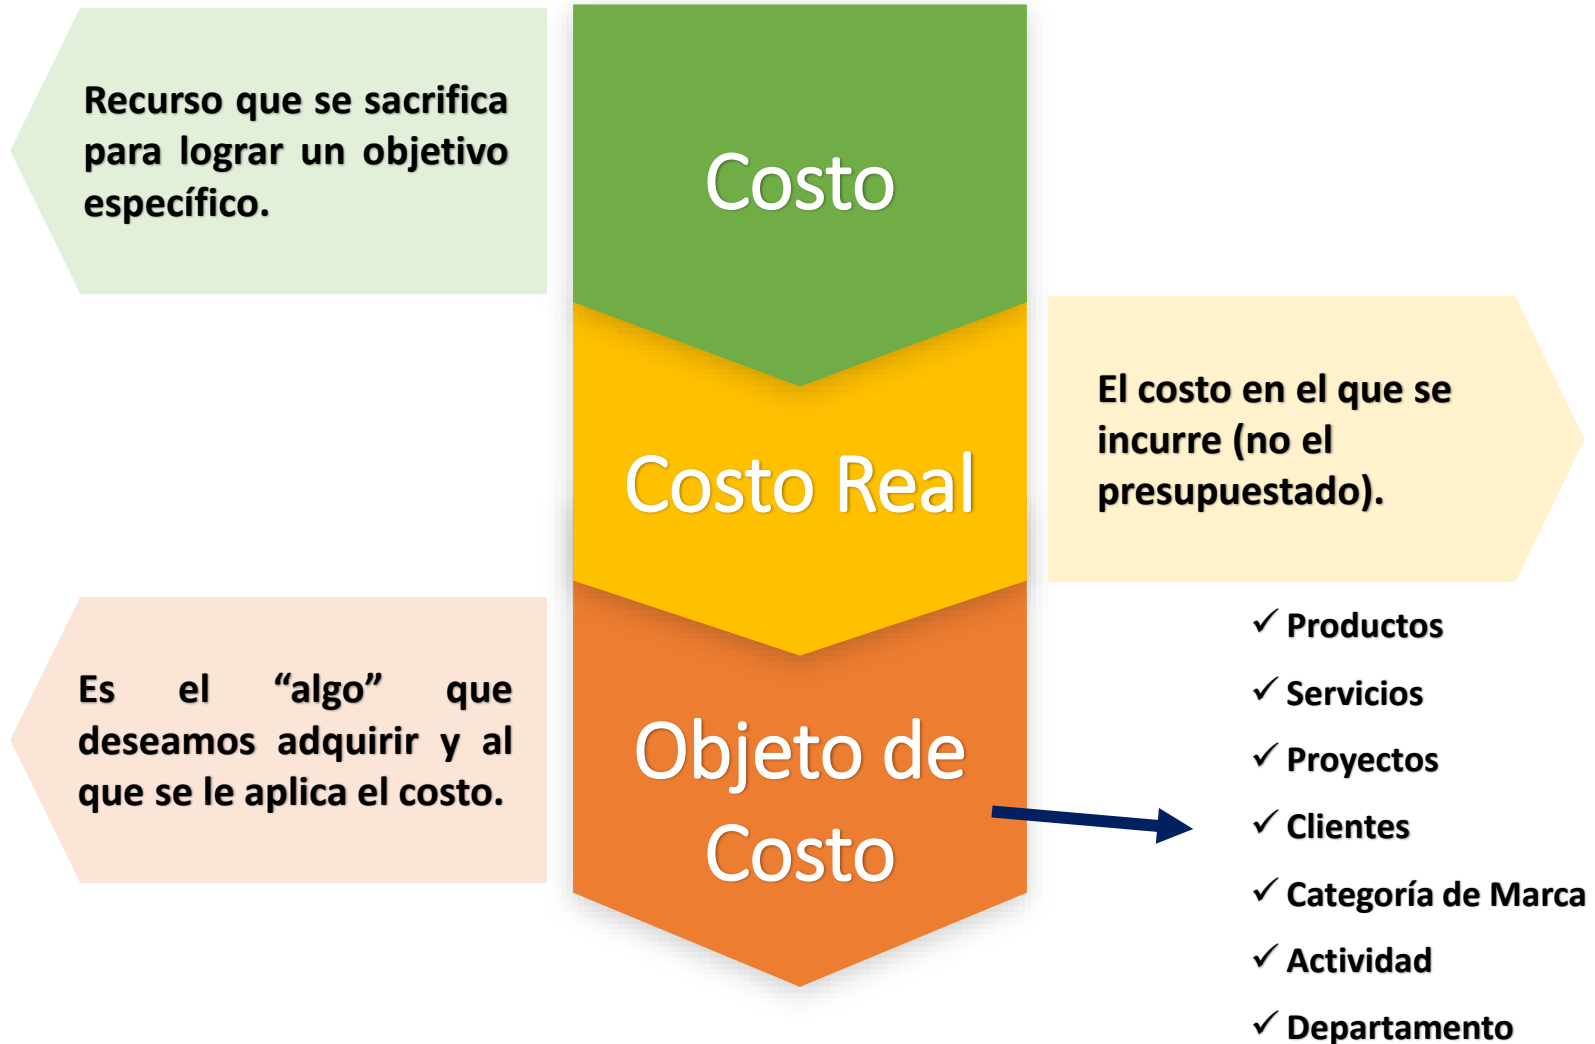 Recurso que se sacrifica
para lograr un objetivo
específico.
Costo
Costo Real
El costo en el que se
incurre (no el
presupuestado).
Es el “algo” que
deseamos adquirir y al
que se le aplica el costo.
Objeto de
Costo
✓ Productos
✓ Servicios
✓ Proyectos
✓ Clientes
✓ Categoría de Marca
✓ Actividad
✓ Departamento